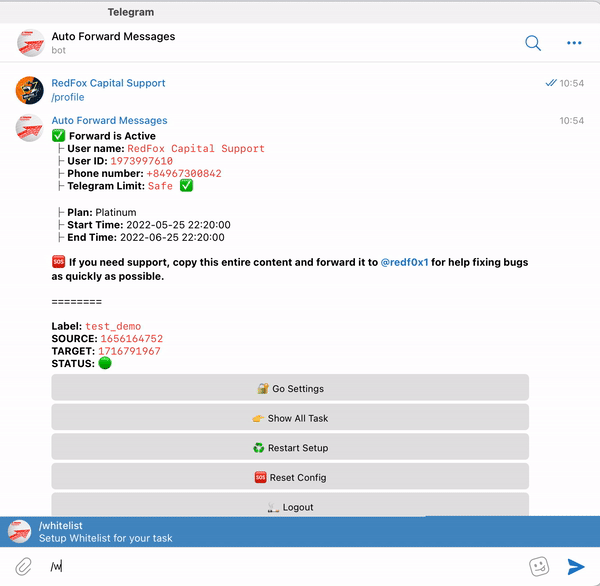 Telegram
Auto Forward Messages
bot
RedFox Capital Support
10:54
/profile
Auto Forward Messages
10:54
✅ Forward is Active
├ User name: RedFox Capital Support
├ User ID: 1973997610
├ Phone number: +84967300842
├ Telegram Limit: Safe ✅
├ Plan: Platinum
├ Start Time: 2022-05-25 22:20:00
├ End Time: 2022-06-25 22:20:00
🆘 If you need support, copy this entire content and forward it to @redf0x1 for help fixing bugs
as quickly as possible.
========
Label: test_demo
SOURCE: 1656164752
TARGET: 1716791967
STATUS: 🟢
🔐 Go Settings
👉 Show All Task
♻️ Restart Setup
🆘 Reset Config
Logout
/whitelist
Setup Whitelist for your task
/w